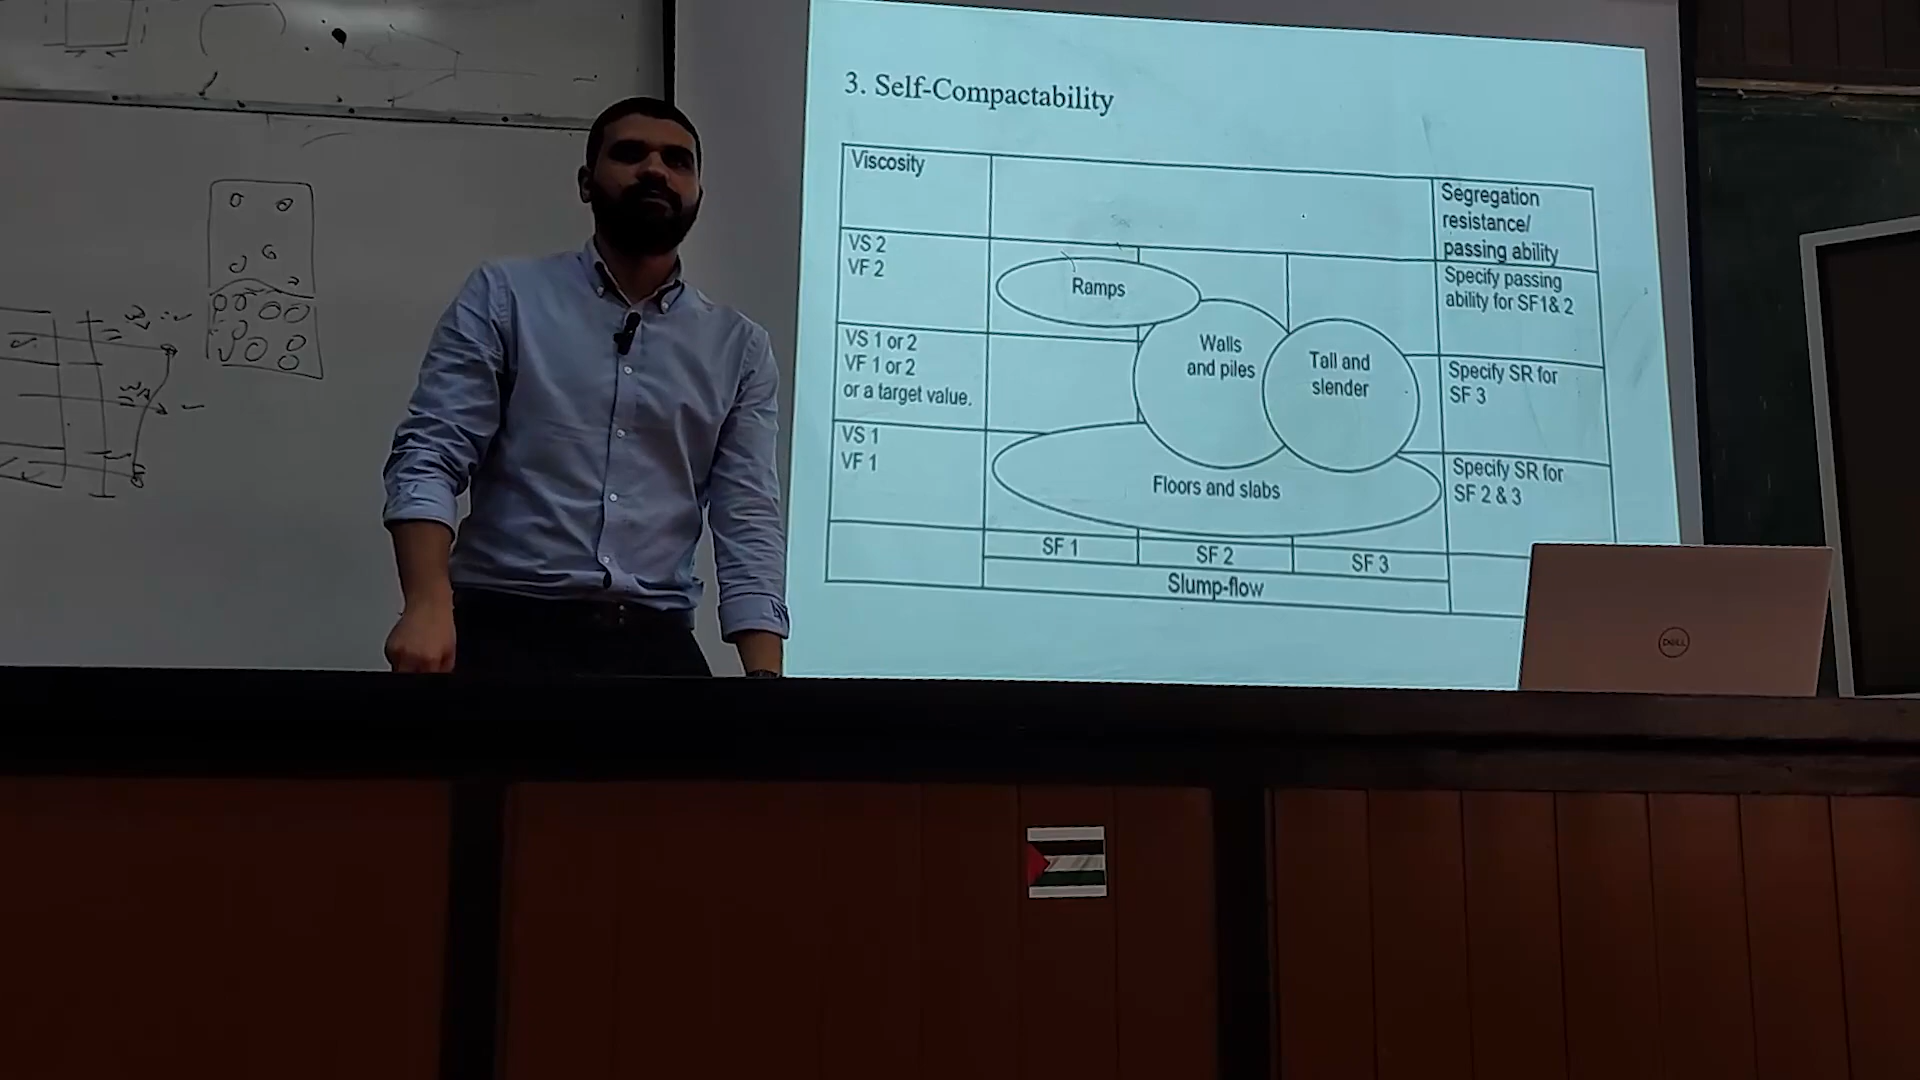 3. Self-Compactability
Viscosity
Segregation
resistance/
passing ability
VS 2
VF 2
Ramps
Specify passing
ability for SF1& 2
VS 1 or 2
VF 1 or 2
or a target value.
Walls
and piles
Tall and
slender
Specify SR for
SF 3
VS 1
VF 1
Floors and slabs
Specify SR for
SF 2 & 3
SF 1
SF 2
SF 3
Slump-flow
DELL